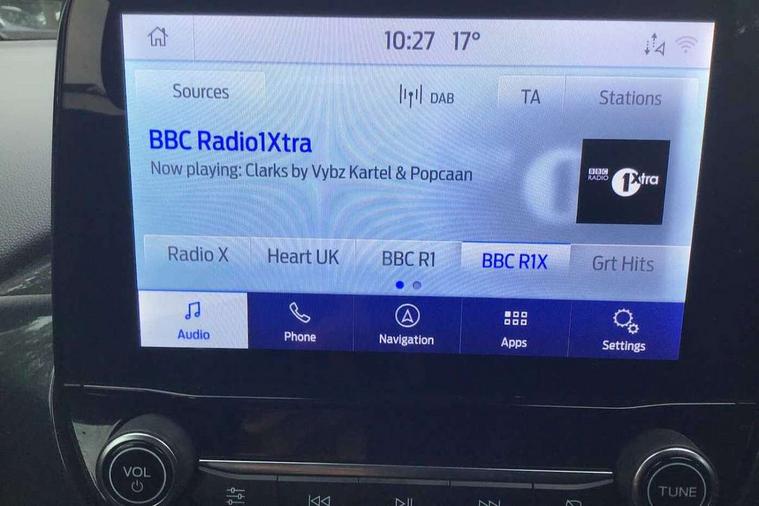 10:27 17°
Sources DAB TA Stations
BBC Radio1Xtra
Now playing: Clarks by Vybz Kartel & Popcaan
BBC RADIO 1Xtra
Radio X Heart UK BBC R1 BBC R1X Grt Hits
Audio Phone Navigation Apps Settings
VOL TUNE